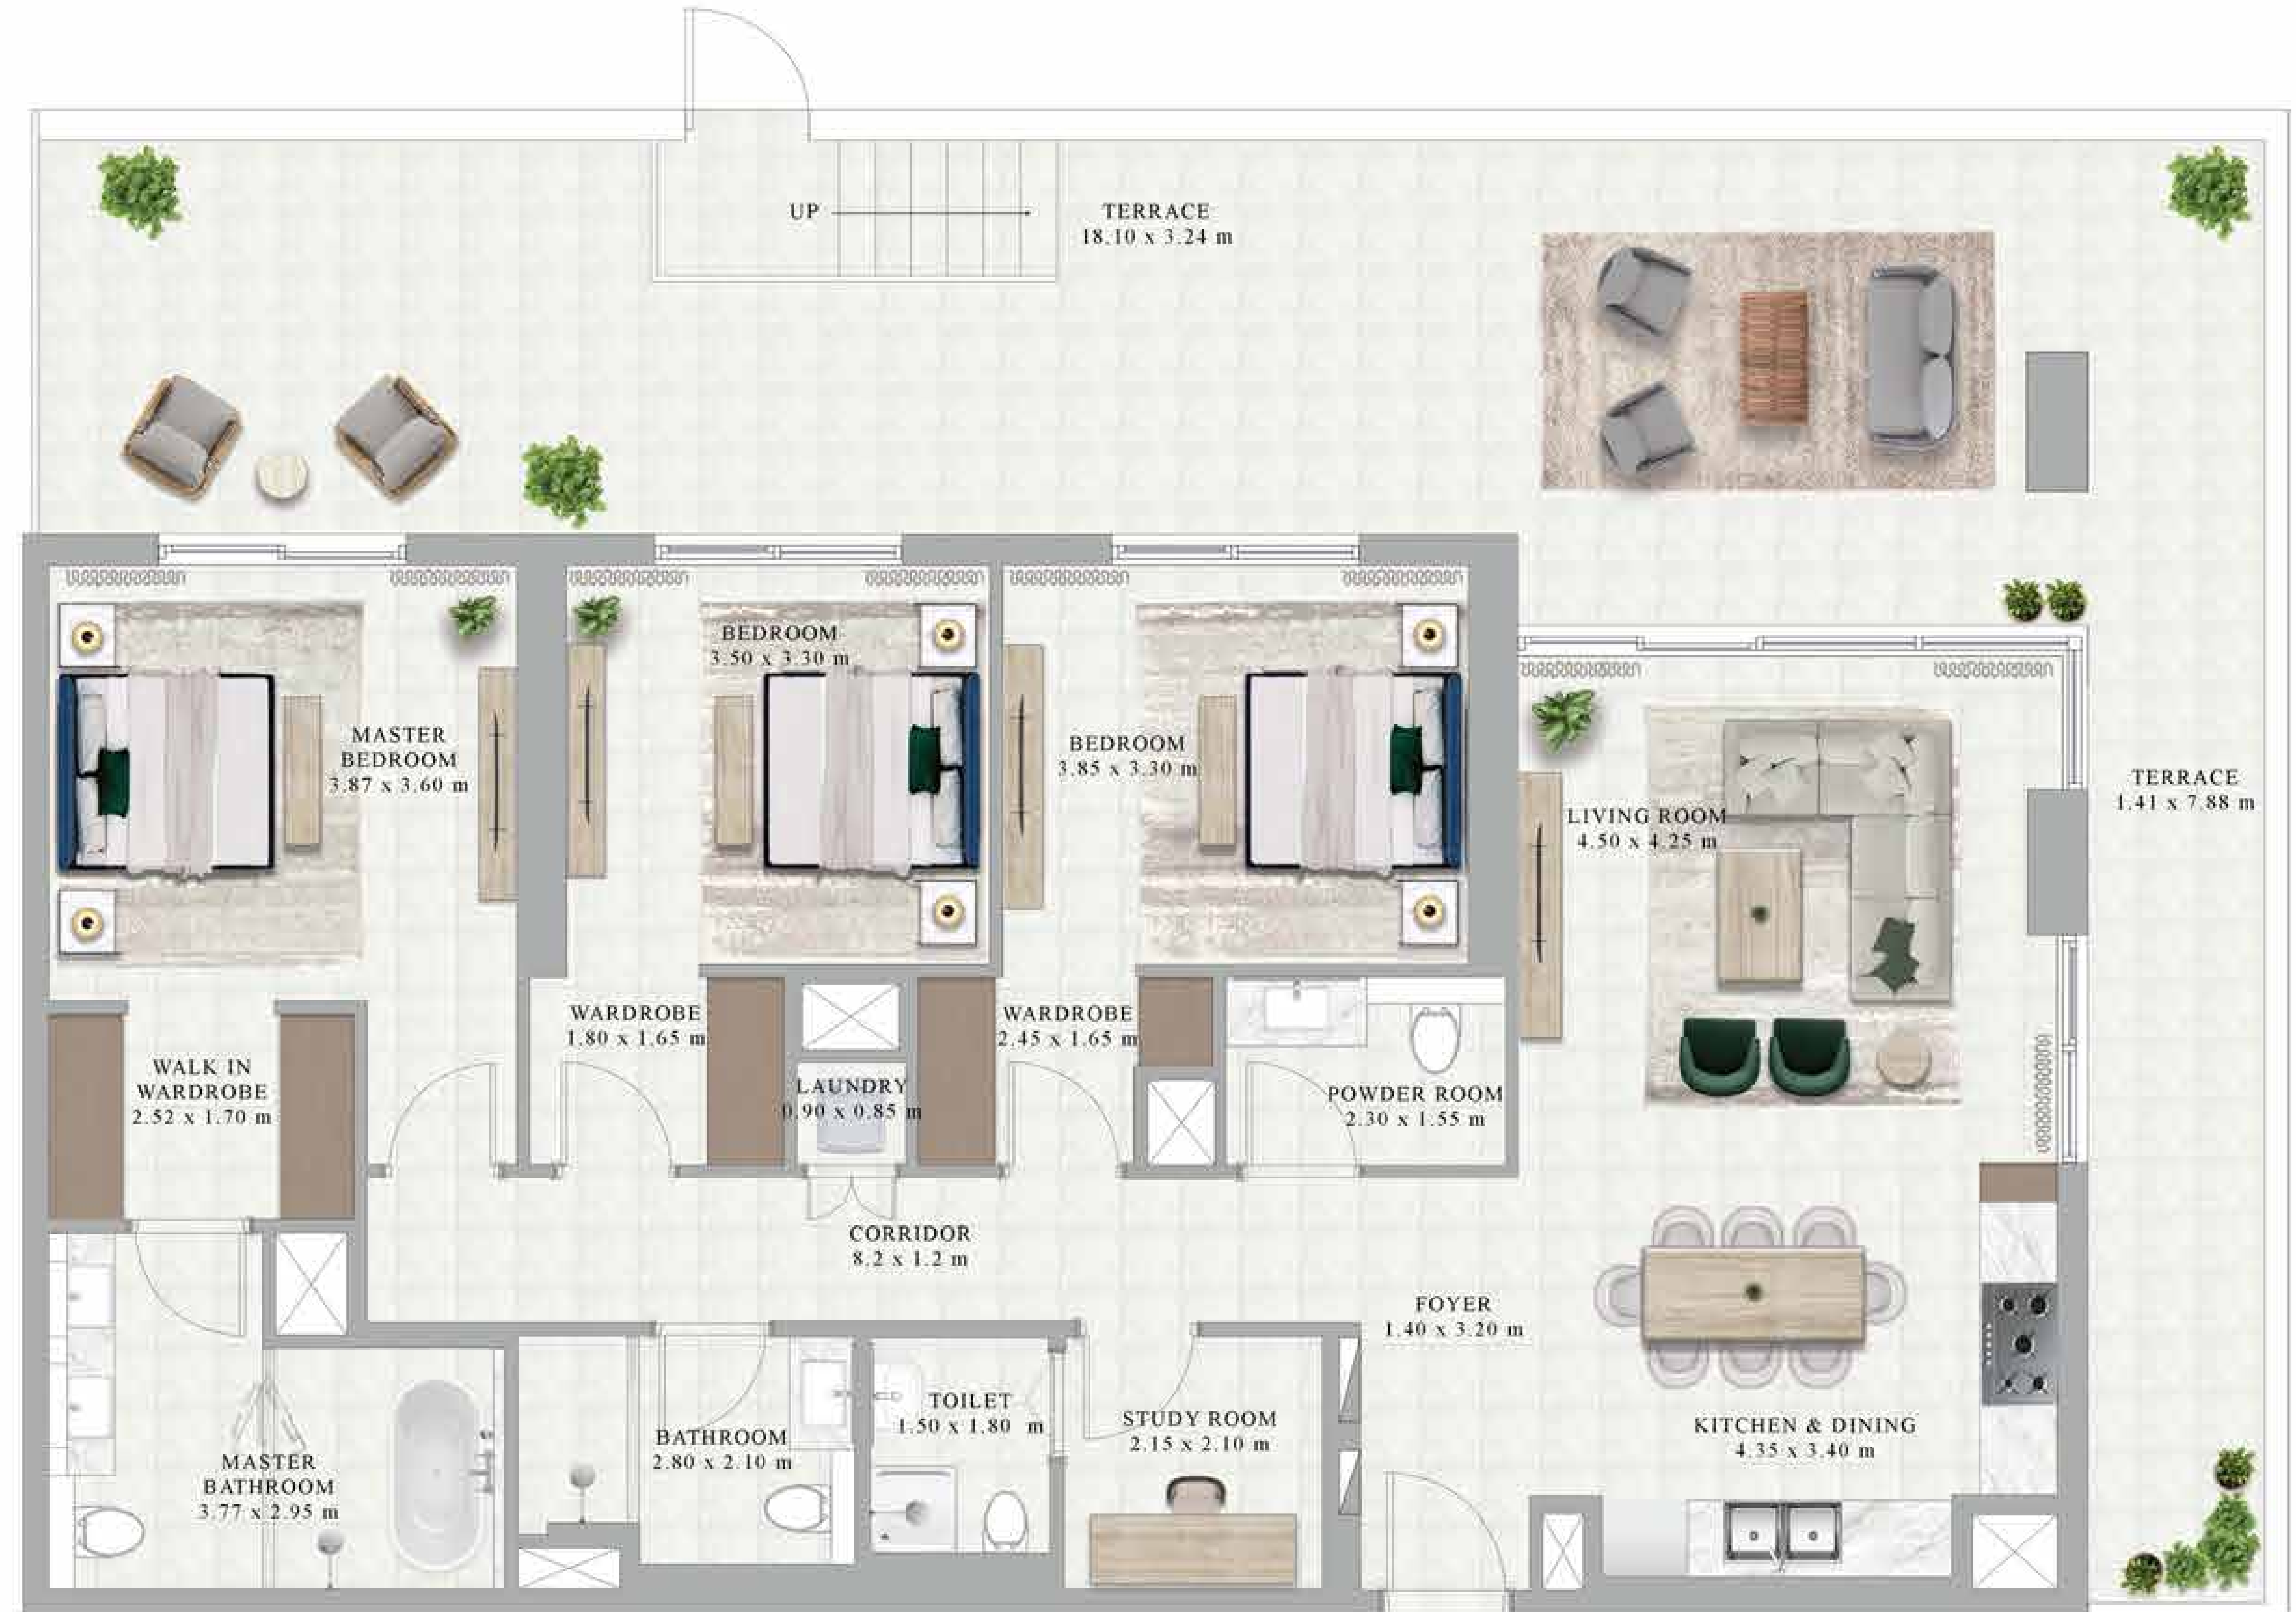 UP
TERRACE
18.10 x 3.24 m
BEDROOM
3.50 x 3.30 m
MASTER
BEDROOM
3.87 x 3.60 m
BEDROOM
3.85 x 3.30 m
LIVING ROOM
4.50 x 4.25 m
TERRACE
1.41 x 7.88 m
WARDROBE
1.80 x 1.65 m
WARDROBE
2.45 x 1.65 m
WALK IN
WARDROBE
2.52 x 1.70 m
LAUNDRY
0.90 x 0.85 m
POWDER ROOM
2.30 x 1.55 m
CORRIDOR
8.2 x 1.2 m
FOYER
1.40 x 3.20 m
TOILET
1.50 x 1.80 m
STUDY ROOM
2.15 x 2.10 m
KITCHEN & DINING
4.35 x 3.40 m
BATHROOM
2.80 x 2.10 m
MASTER
BATHROOM
3.77 x 2.95 m